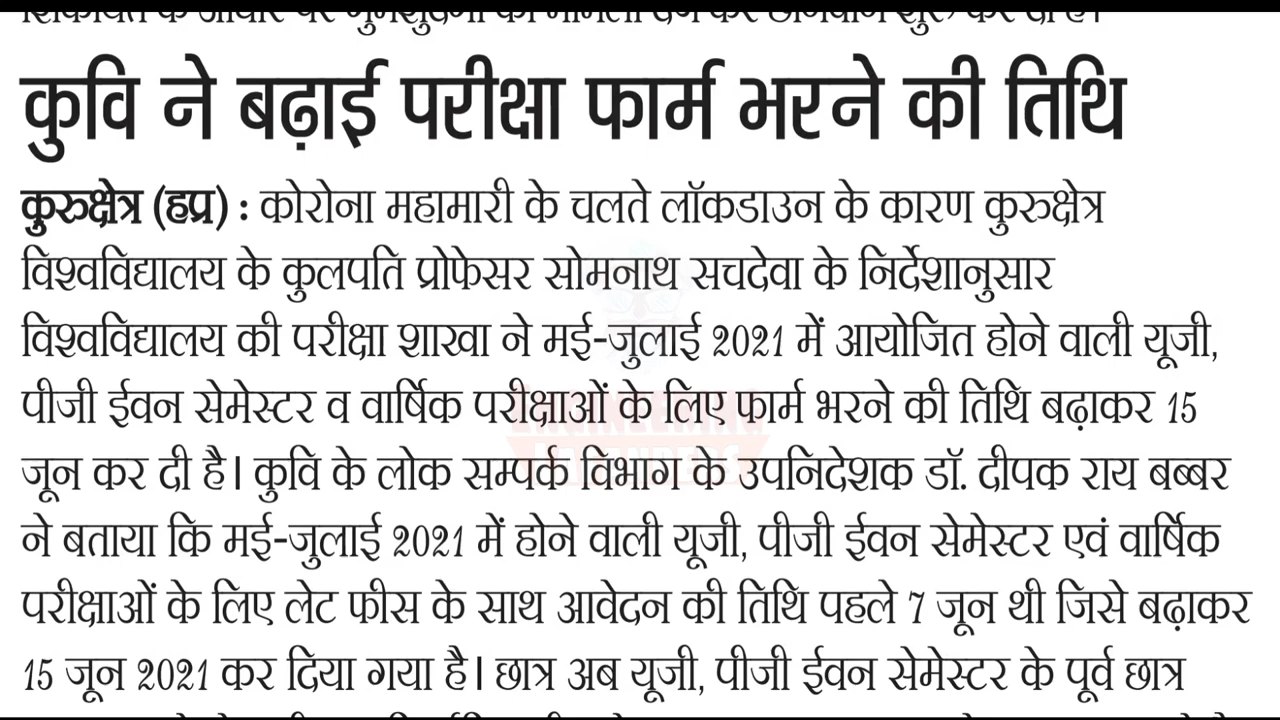 कुवि ने बढ़ाई परीक्षा फार्म भरने की तिथि
कुरुक्षेत्र (हप्र) : कोरोना महामारी के चलते लॉकडाउन के कारण कुरुक्षेत्र
विश्वविद्यालय के कुलपति प्रोफेसर सोमनाथ सचदेवा के निर्देशानुसार
विश्वविद्यालय की परीक्षा शाखा ने मई-जुलाई 2021 में आयोजित होने वाली यूजी,
पीजी ईवन सेमेस्टर व वार्षिक परीक्षाओं के लिए फार्म भरने की तिथि बढ़ाकर 15
जून कर दी है। कुवि के लोक सम्पर्क विभाग के उपनिदेशक डॉ. दीपक राय बब्बर
ने बताया कि मई-जुलाई 2021 में होने वाली यूजी, पीजी ईवन सेमेस्टर एवं वार्षिक
परीक्षाओं के लिए लेट फीस के साथ आवेदन की तिथि पहले 7 जून थी जिसे बढ़ाकर
15 जून 2021 कर दिया गया है। छात्र अब यूजी, पीजी ईवन सेमेस्टर के पूर्व छात्र